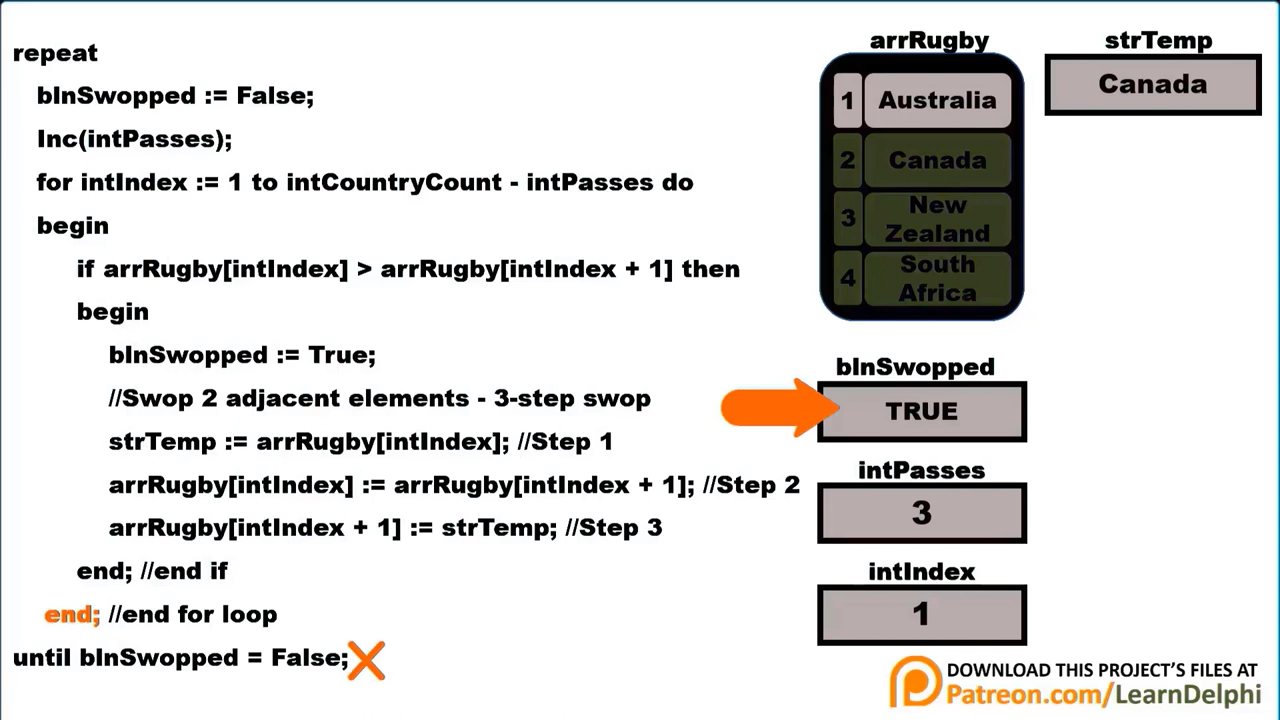 repeat
blnSwopped := False;
Inc(intPasses);
for intIndex := 1 to intCountryCount - intPasses do
begin
if arrRugby[intIndex] > arrRugby[intIndex + 1] then
begin
blnSwopped := True;
//Swop 2 adjacent elements - 3-step swop
strTemp := arrRugby[intIndex]; //Step 1
arrRugby[intIndex] := arrRugby[intIndex + 1]; //Step 2
arrRugby[intIndex + 1] := strTemp; //Step 3
end; //end if
end; //end for loop
until blnSwopped = False;
arrRugby
1 Australia
2 Canada
3 New
Zealand
4 South
Africa
strTemp
Canada
blnSwopped
TRUE
intPasses
3
intIndex
1
DOWNLOAD THIS PROJECT'S FILES AT
Patreon.com/LearnDelphi